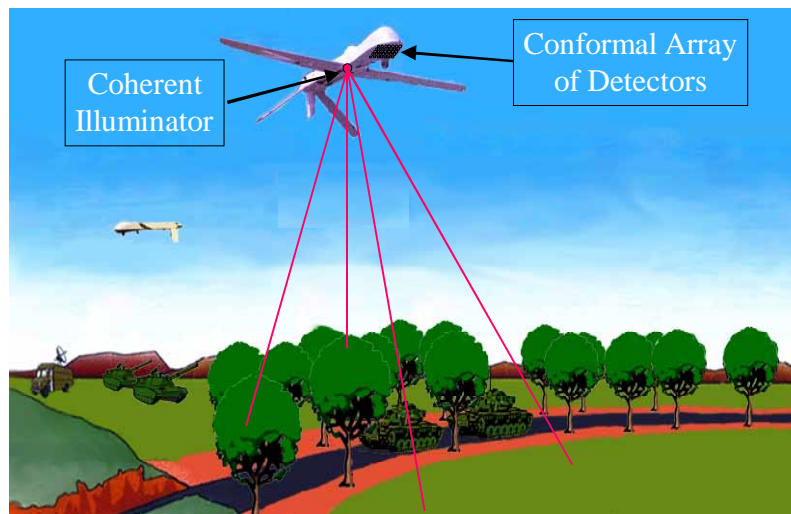 Coherent
Illuminator
Conformal Array
of Detectors